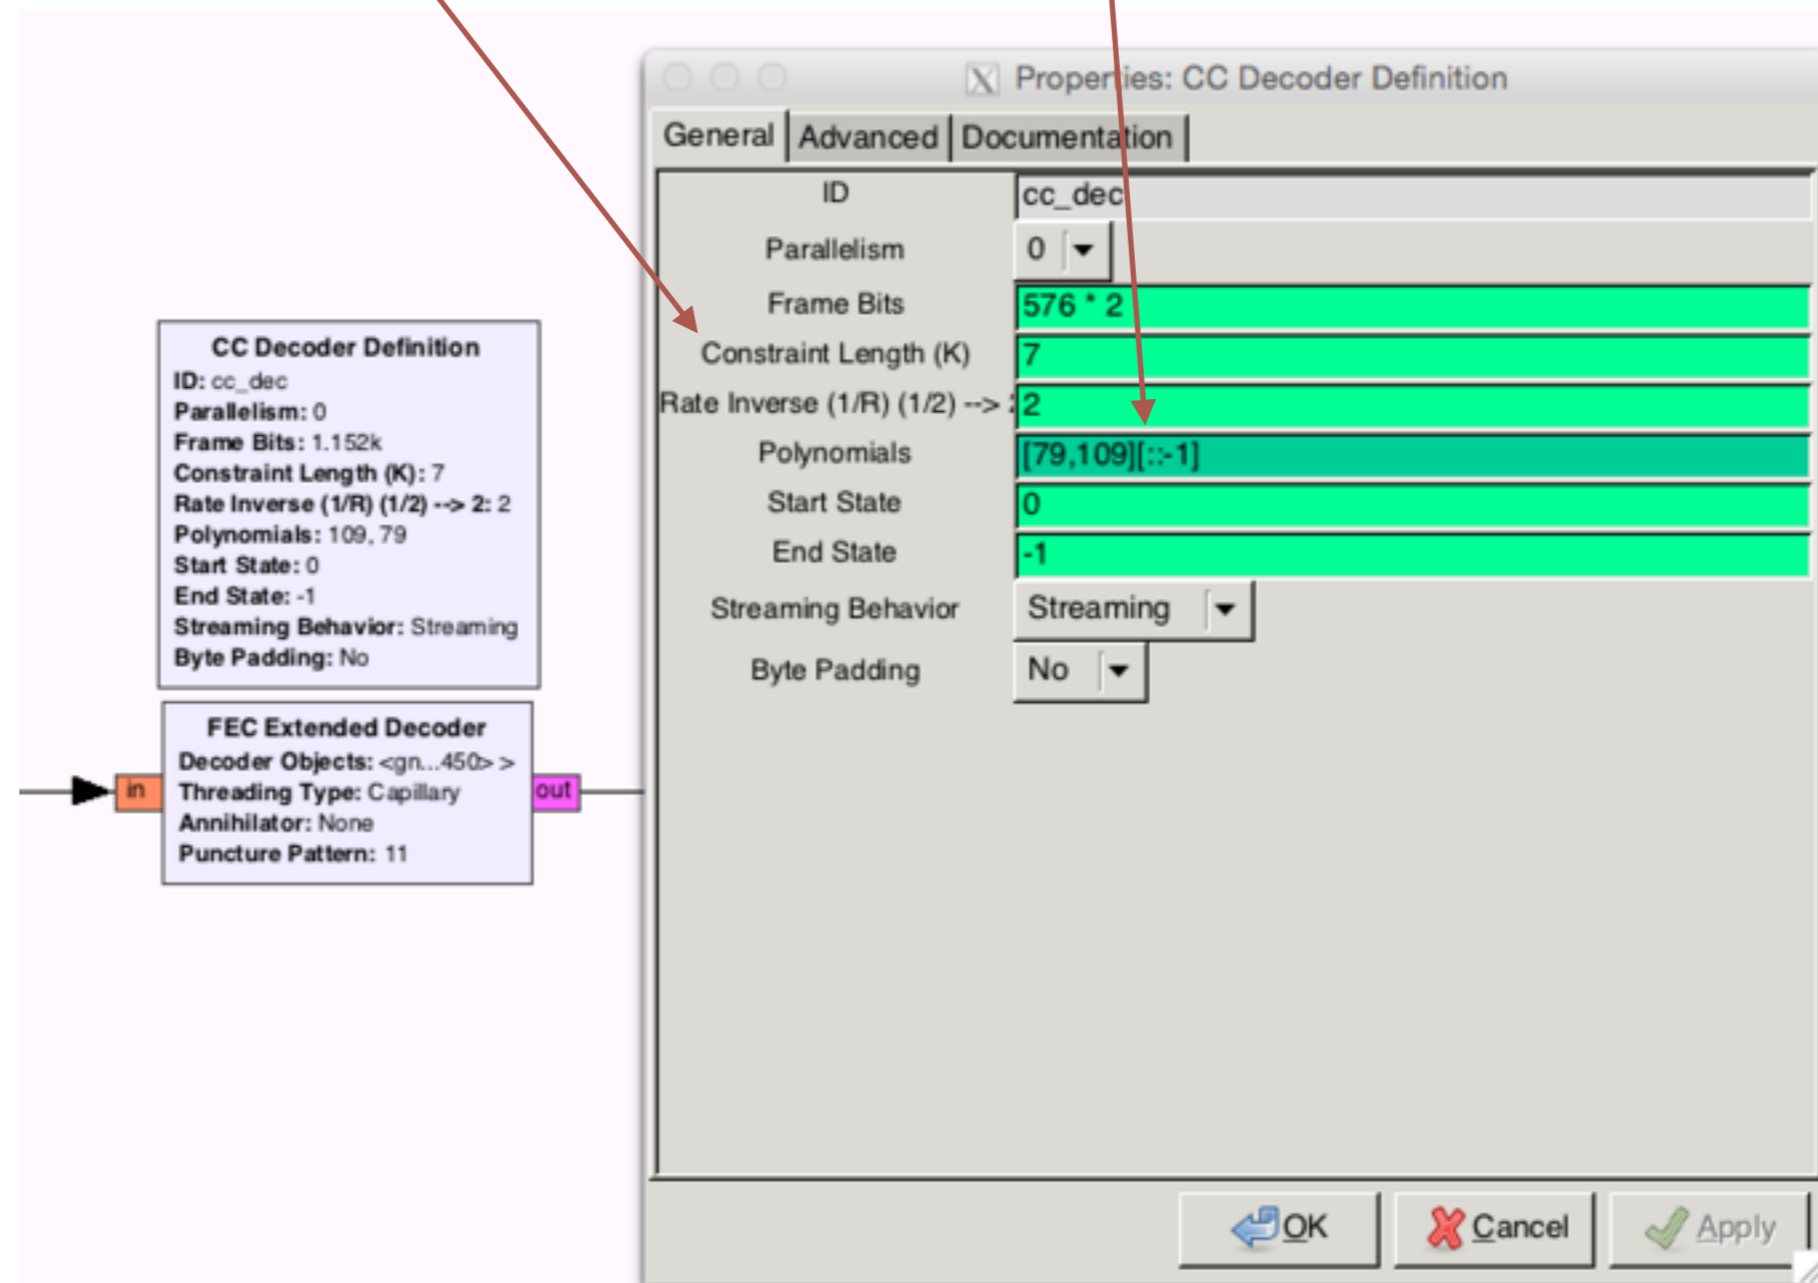 CC Decoder Definition
ID: cc_dec
Parallelism: 0
Frame Bits: 1.152k
Constraint Length (K): 7
Rate Inverse (1/R) (1/2) --> 2: 2
Polynomials: 109, 79
Start State: 0
End State: -1
Streaming Behavior: Streaming
Byte Padding: No
FEC Extended Decoder
Decoder Objects: <gn...450> >
Threading Type: Capillary
Annihilator: None
Puncture Pattern: 11
in
out
X Properties: CC Decoder Definition
General Advanced Documentation
ID cc_dec
Parallelism 0
Frame Bits 576 * 2
Constraint Length (K) 7
Rate Inverse (1/R) (1/2) --> 2
Polynomials [79,109][::-1]
Start State 0
End State -1
Streaming Behavior Streaming
Byte Padding No
OK Cancel Apply